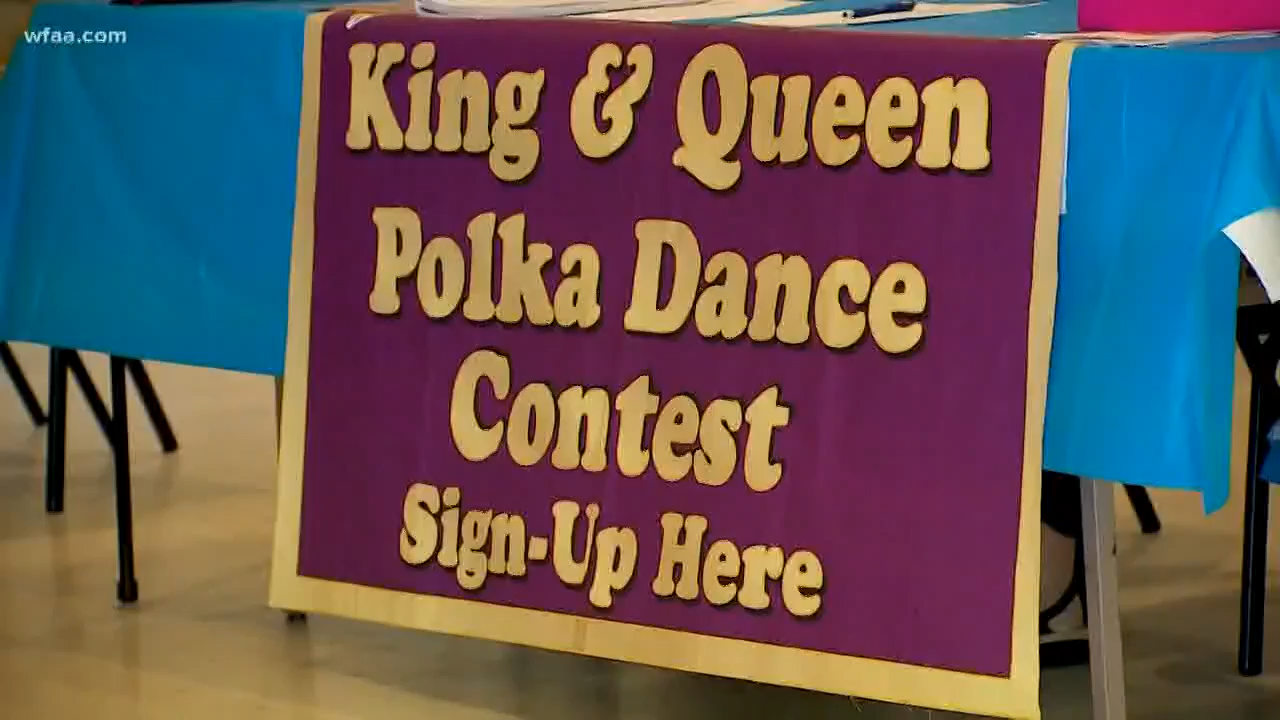 wfaa.com
King & Queen
Polka Dance
Contest
Sign-Up Here